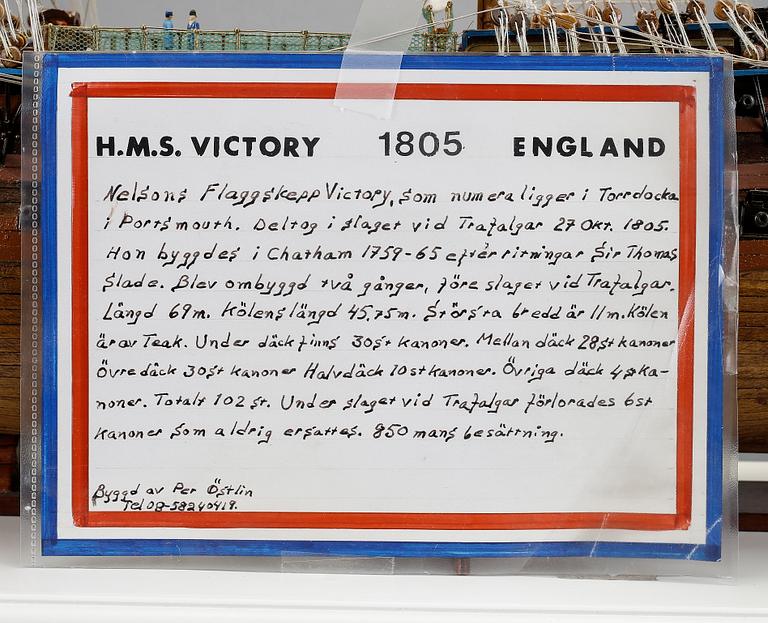 H.M.S. VICTORY 1805 ENGLAND
Nelsons Flaggskepp Victory, som numera ligger i Torrdocka
i Portsmouth. Deltog i slaget vid Trafalgar 27 Okt. 1805.
Hon byggdes i Chatham 1759-65 efter ritningar Sir Thomas
Slade. Blev ombyggd två gånger, före slaget vid Trafalgar.
Längd 69m. Kölens längd 45,75m. Största bredd är 11m. Kölen
är av Teak. Under däck finns 30st kanoner. Mellan däck 28st kanoner
Övre däck 30st kanoner Halvdäck 10st kanoner. Övriga däck 4st ka-
noner. Totalt 102 st. Under slaget vid Trafalgar förlorades 6st
kanoner som aldrig ersattes. 850 mans besättning.
Byggd av Per Östlin
Tel 08-58240419.